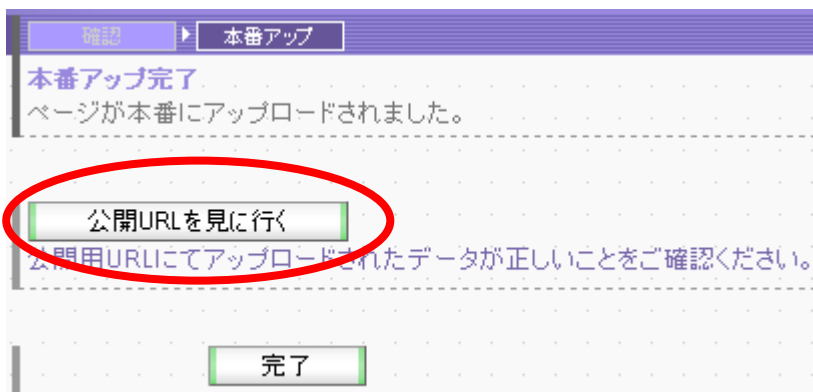 確認
本番アップ
本番アップ完了
ページが本番にアップロードされました。
公開URLを見に行く
公開用URLにてアップロードされたデータが正しいことをご確認ください。
完了